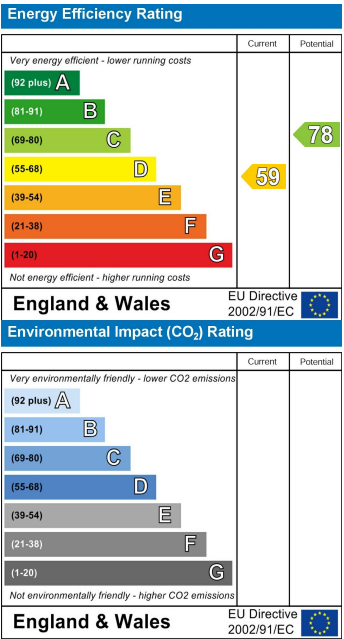 Energy Efficiency Rating
Current Potential
Very energy efficient - lower running costs
(92 plus) A
(81-91) B
(69-80) C
78
(55-68) D
59
(39-54) E
(21-38) F
(1-20) G
Not energy efficient - higher running costs
England & Wales
EU Directive
2002/91/EC
Environmental Impact (CO₂) Rating
Current Potential
Very environmentally friendly - lower CO2 emissions
(92 plus) A
(81-91) B
(69-80) C
(55-68) D
(39-54) E
(21-38) F
(1-20) G
Not environmentally friendly - higher CO2 emissions
England & Wales
EU Directive
2002/91/EC